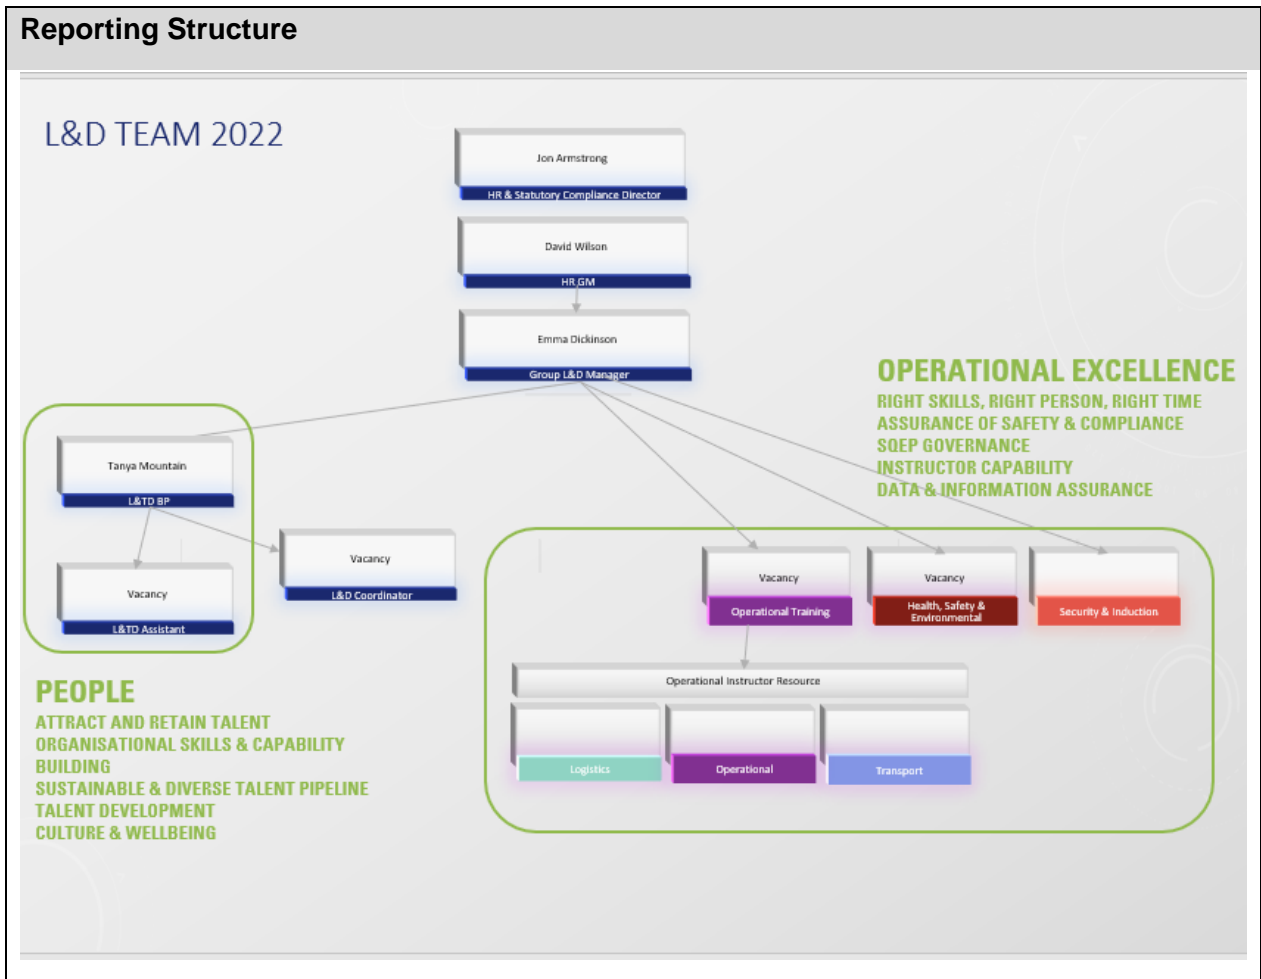 Reporting Structure
L&D TEAM 2022
Jon Armstrong
HR & Statutory Compliance Director
David Wilson
HR GM
Emma Dickinson
Group L&D Manager
OPERATIONAL EXCELLENCE
RIGHT SKILLS, RIGHT PERSON, RIGHT TIME
ASSURANCE OF SAFETY & COMPLIANCE
SQEP GOVERNANCE
INSTRUCTOR CAPABILITY
DATA & INFORMATION ASSURANCE
Tanya Mountain
L&TD BP
Vacancy
L&TD Assistant
Vacancy
L&D Coordinator
Vacancy
Operational Training
Vacancy
Health, Safety &
Environmental
Security & Induction
Operational Instructor Resource
Logistics
Operational
Transport
PEOPLE
ATTRACT AND RETAIN TALENT
ORGANISATIONAL SKILLS & CAPABILITY
BUILDING
SUSTAINABLE & DIVERSE TALENT PIPELINE
TALENT DEVELOPMENT
CULTURE & WELLBEING